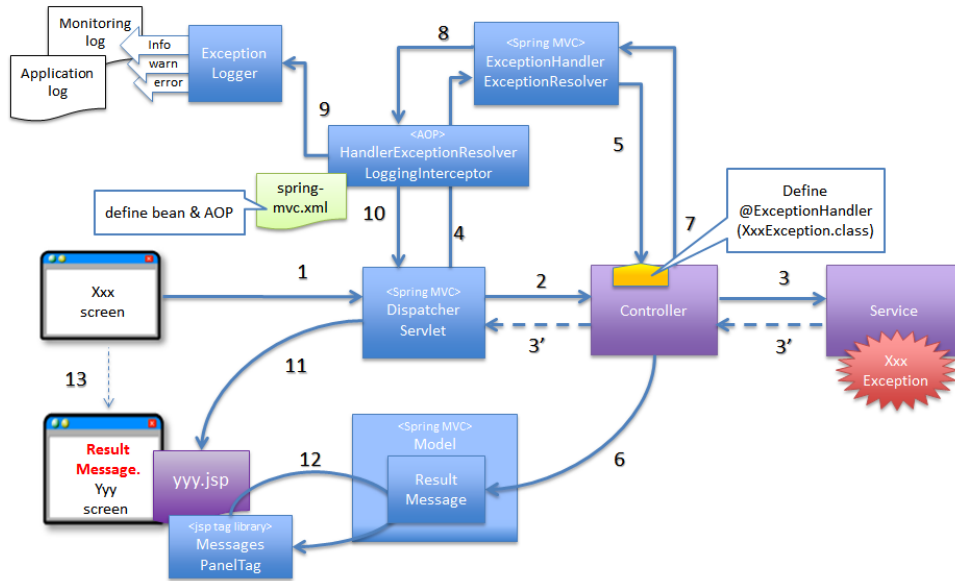 Monitoring
log
Application
log
Info
warn
error
Exception
Logger
8
<Spring MVC>
ExceptionHandler
ExceptionResolver
9
<AOP>
HandlerExceptionResolver
LoggingInterceptor
5
define bean & AOP
spring-
mvc.xml
10
4
7
Define
@ExceptionHandler
(XxxException.class)
Xxx
screen
1
<Spring MVC>
Dispatcher
Servlet
2
3’
Controller
3
3’
Service
Xxx
Exception
13
11
Result
Message.
Yyy
screen
yyy.jsp
12
<jsp tag library>
Messages
PanelTag
<Spring MVC>
Model
Result
Message
6